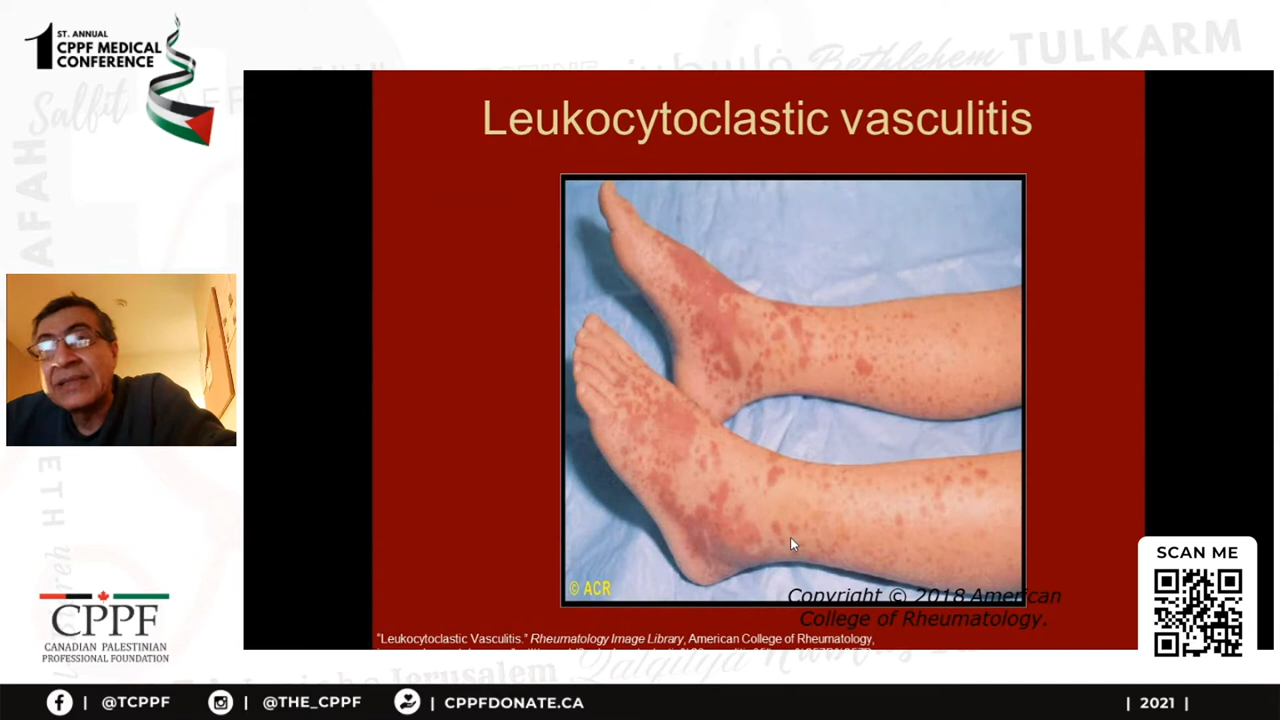 1 ST. ANNUAL
CPPF MEDICAL
CONFERENCE
Salfit
TULKARM
Bethlehem
Leukocytoclastic vasculitis
© ACR
Copyright © 2018 American
College of Rheumatology.
"Leukocytoclastic Vasculitis." Rheumatology Image Library, American College of Rheumatology,
SCAN ME
CPPF
CANADIAN PALESTINIAN
PROFESSIONAL FOUNDATION
Qalqilya
Jerusalem
| @TCPPF
| @THE_CPPF
| CPPFDONATE.CA
| 2021 |